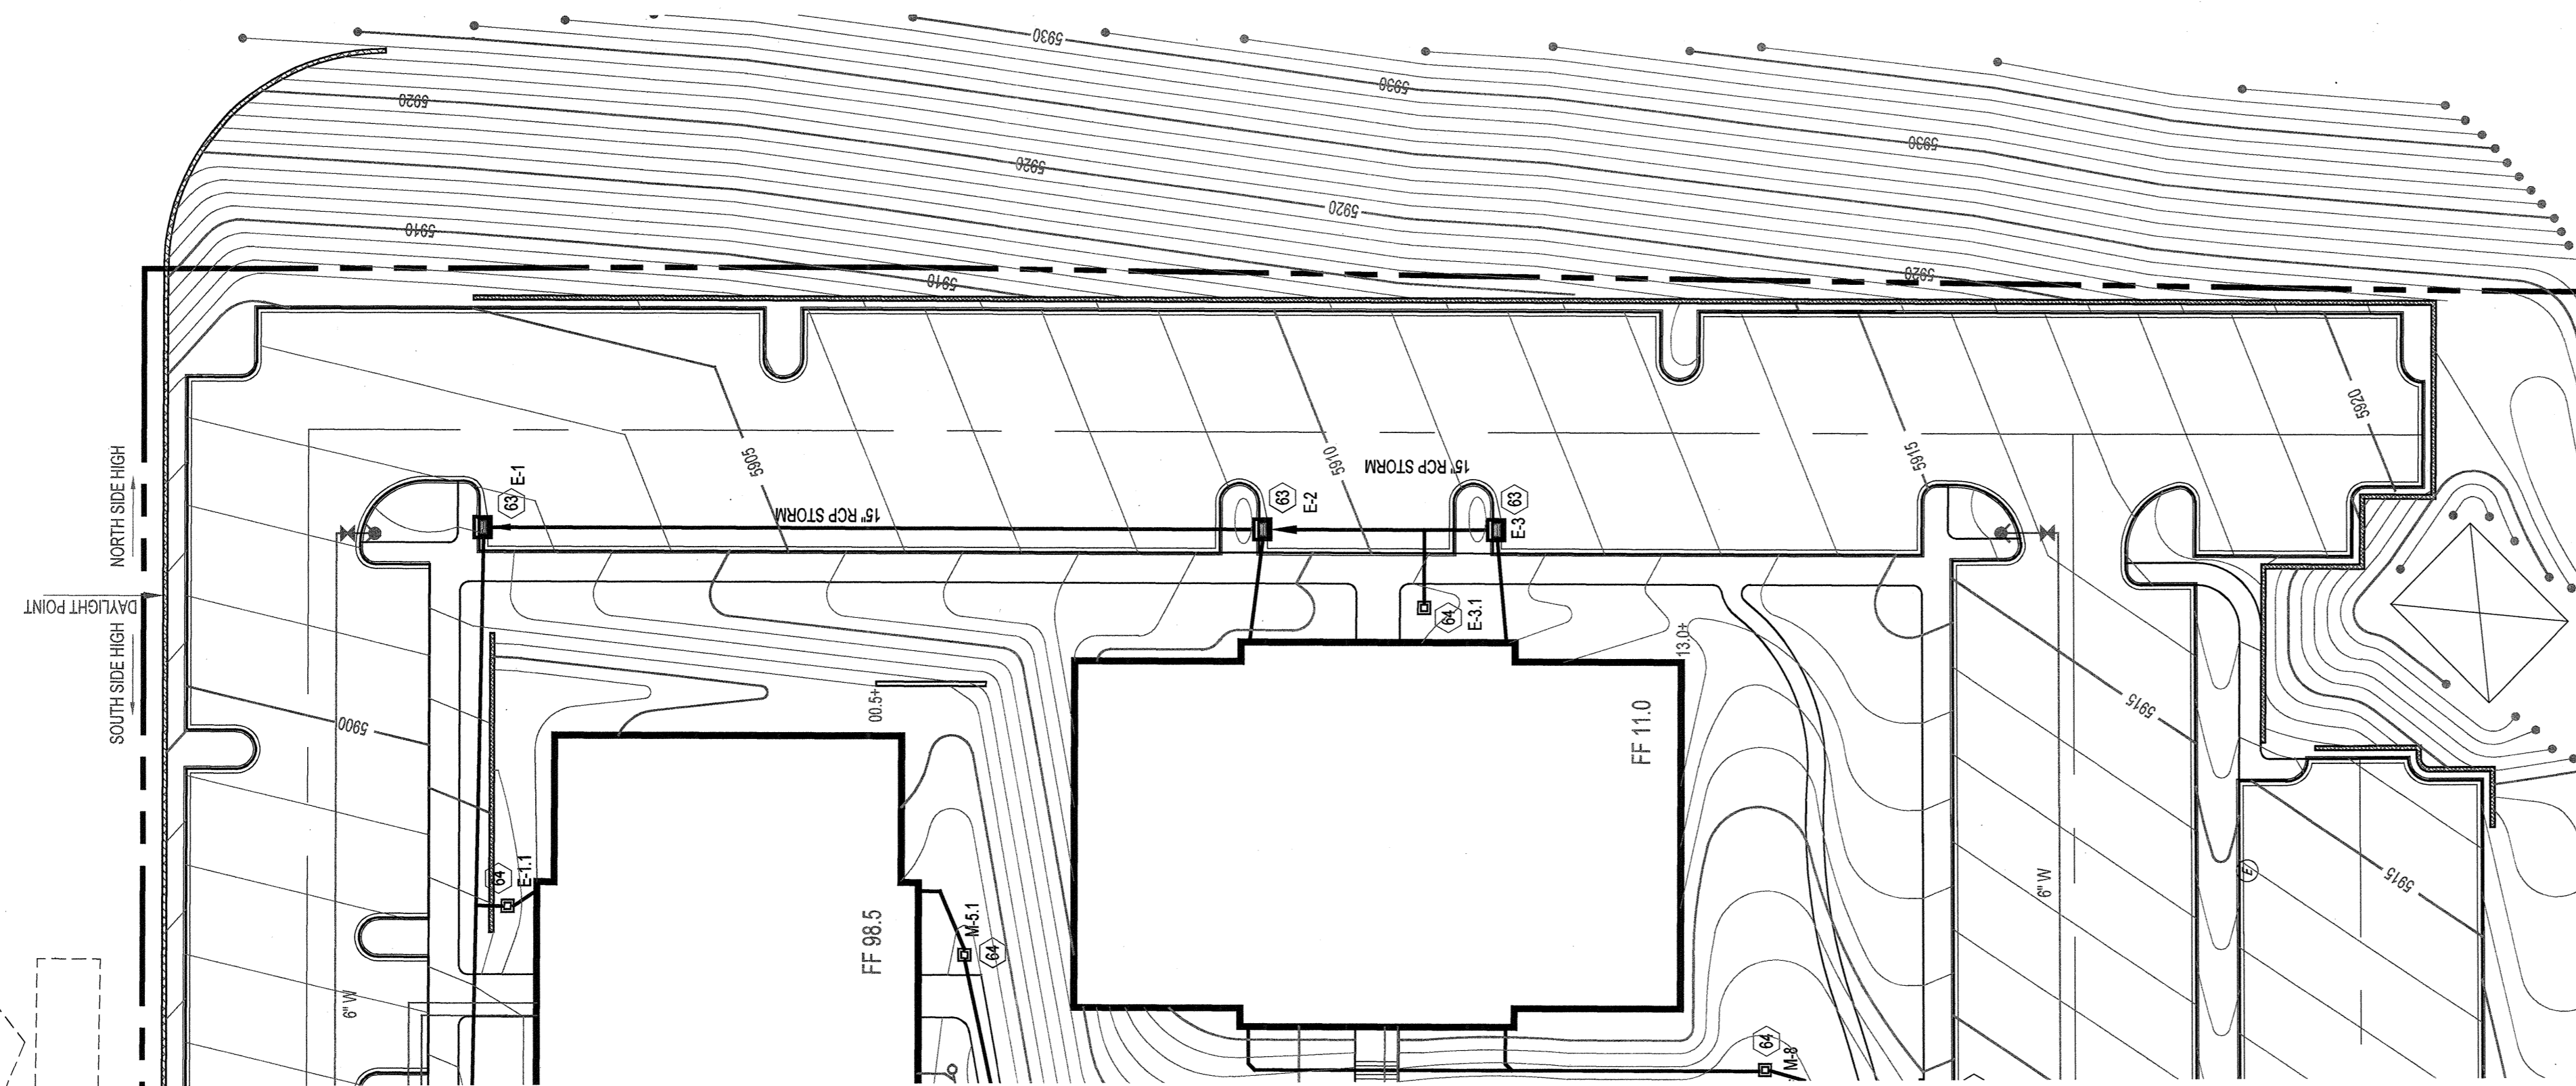 5930
5930
5930
5920
5920
5920
5910
5910
5920
NORTH SIDE HIGH
DAYLIGHT POINT
SOUTH SIDE HIGH
63
E-1
5905
15" RCP STORM
63
E-2
5910
15" RCP STORM
63
E-3
5915
5920
64
E-3.1
13.0+
00.5+
5900
FF 11.0
5915
64
E-1.1
FF 98.5
M-5.1
64
6" W
6" W
E
5915
64
M-8